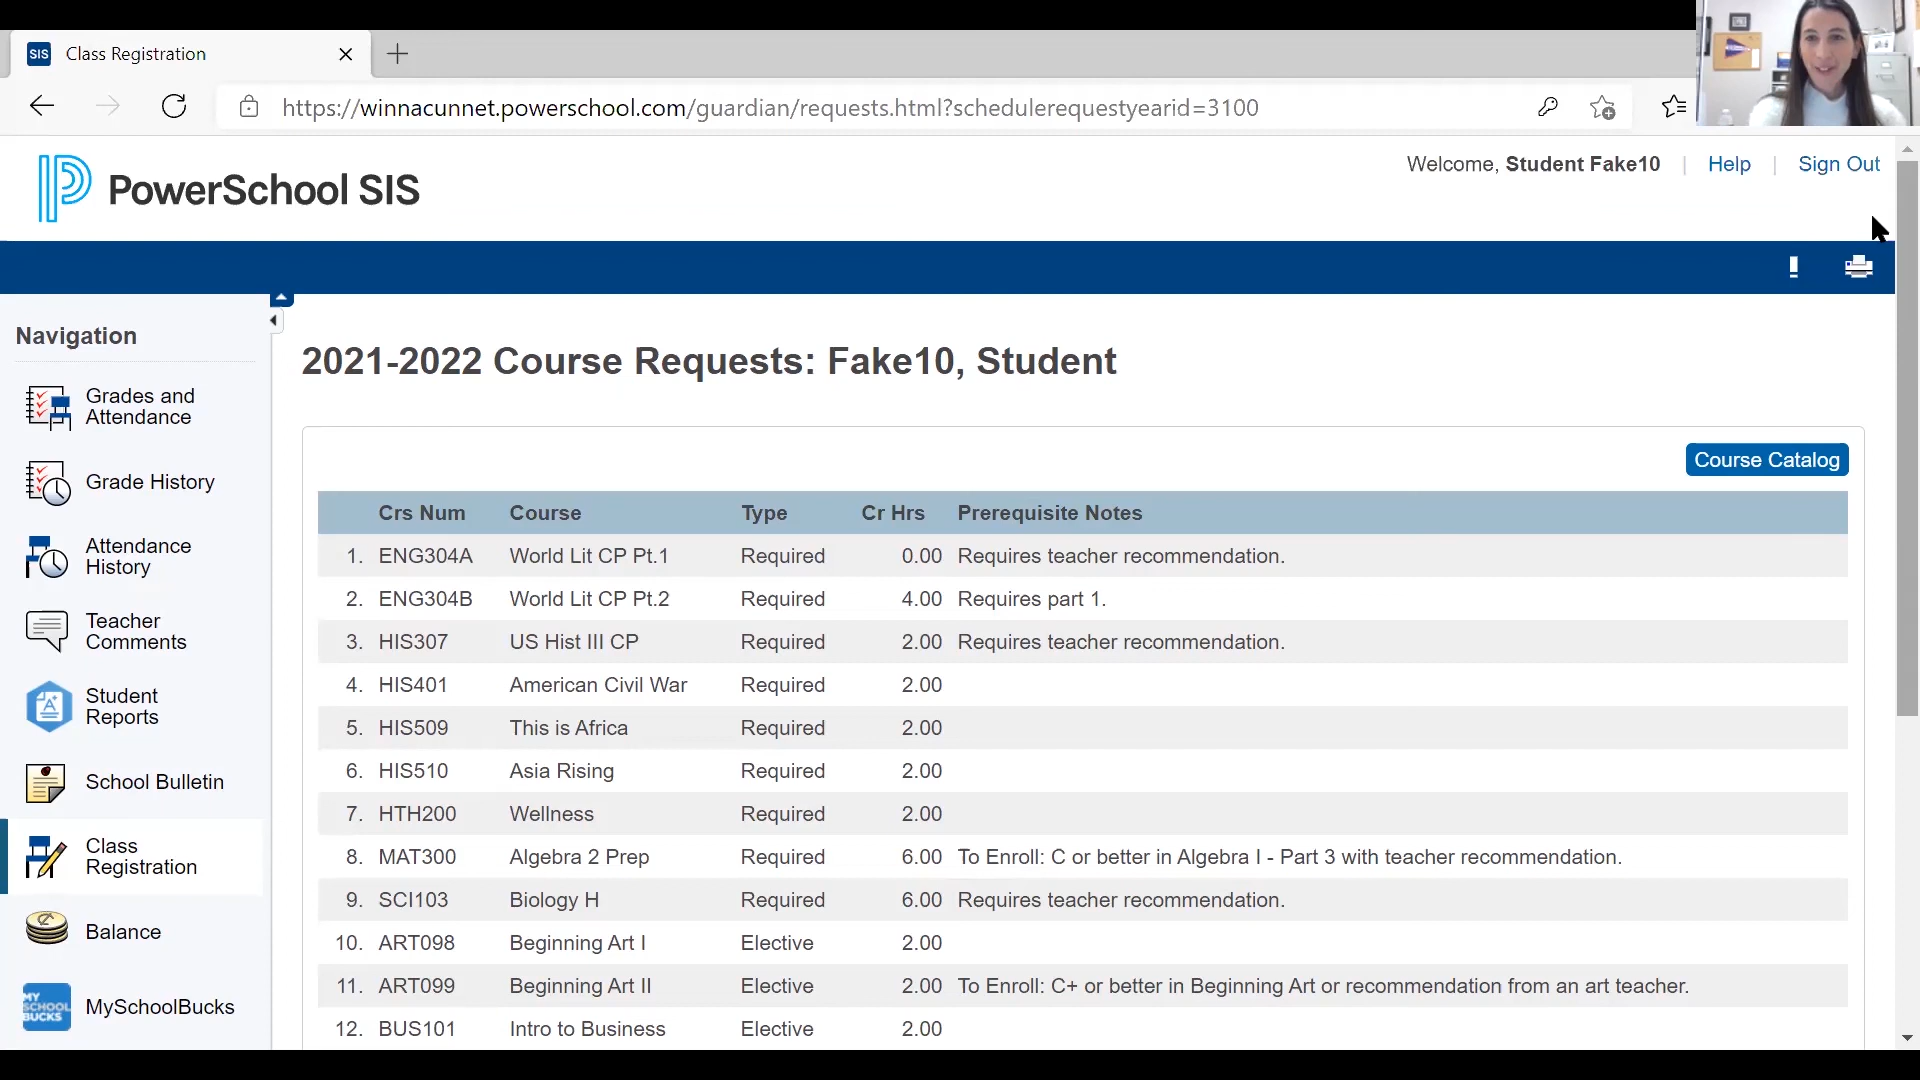 SIS Class Registration
https://winnacunnet.powerschool.com/guardian/requests.html?schedulerequestyearid=3100
PowerSchool SIS
Welcome, Student Fake10 | Help | Sign Out
Navigation
Grades and
Attendance
Grade History
Attendance
History
Teacher
Comments
Student
Reports
School Bulletin
Class
Registration
Balance
MY
SCHOOL
BUCKS
MySchoolBucks
2021-2022 Course Requests: Fake10, Student
Course Catalog
Crs Num Course Type Cr Hrs Prerequisite Notes
1. ENG304A World Lit CP Pt.1 Required 0.00 Requires teacher recommendation.
2. ENG304B World Lit CP Pt.2 Required 4.00 Requires part 1.
3. HIS307 US Hist III CP Required 2.00 Requires teacher recommendation.
4. HIS401 American Civil War Required 2.00
5. HIS509 This is Africa Required 2.00
6. HIS510 Asia Rising Required 2.00
7. HTH200 Wellness Required 2.00
8. MAT300 Algebra 2 Prep Required 6.00 To Enroll: C or better in Algebra I - Part 3 with teacher recommendation.
9. SCI103 Biology H Required 6.00 Requires teacher recommendation.
10. ART098 Beginning Art I Elective 2.00
11. ART099 Beginning Art II Elective 2.00 To Enroll: C+ or better in Beginning Art or recommendation from an art teacher.
12. BUS101 Intro to Business Elective 2.00